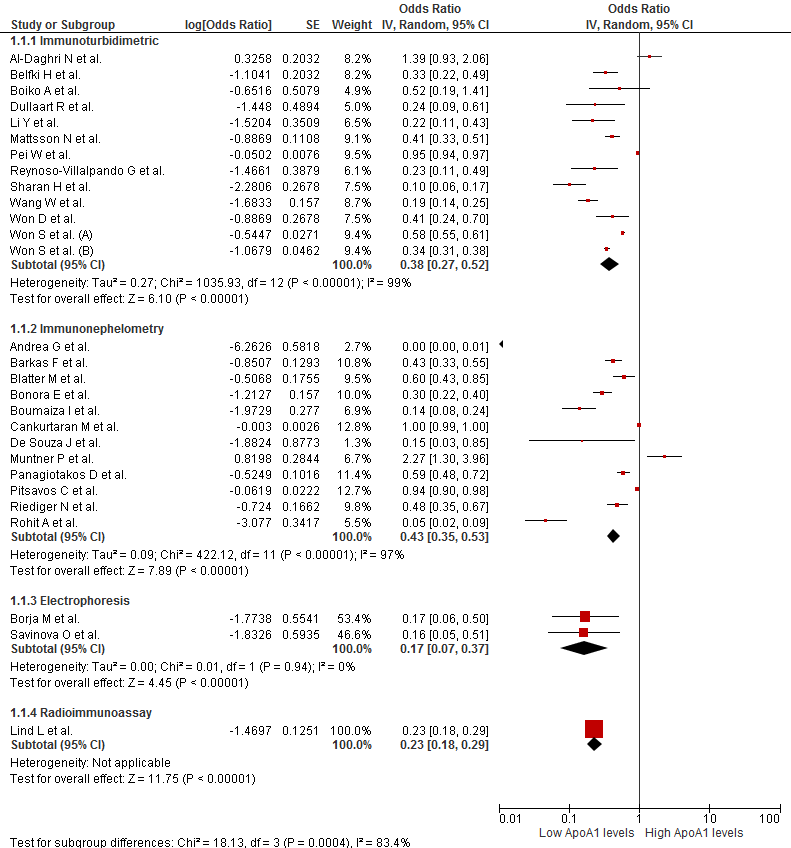 Odds Ratio Odds Ratio
Study or Subgroup log[Odds Ratio] SE Weight IV, Random, 95% CI IV, Random, 95% CI
1.1.1 Immunoturbidimetric
Al-Daghri N et al. 0.3258 0.2032 8.2% 1.39 [0.93, 2.06]
Belfki H et al. -1.1041 0.2032 8.2% 0.33 [0.22, 0.49]
Boiko A et al. -0.6516 0.5079 4.9% 0.52 [0.19, 1.41]
Dullaart R et al. -1.448 0.4894 5.0% 0.24 [0.09, 0.61]
Li Y et al. -1.5204 0.3509 6.6% 0.22 [0.11, 0.43]
Mattsson N et al. -0.8869 0.1108 9.1% 0.41 [0.33, 0.51]
Pei W et al. -0.0502 0.0076 9.5% 0.95 [0.94, 0.97]
Reynoso-Villalpando G et al. -1.4661 0.3879 6.1% 0.23 [0.11, 0.49]
Sharan H et al. -2.2806 0.2678 7.5% 0.10 [0.06, 0.17]
Wang W et al. -1.6833 0.157 8.7% 0.19 [0.14, 0.25]
Won D et al. -0.8869 0.2678 7.5% 0.41 [0.24, 0.70]
Won S et al. (A) -0.5447 0.0271 9.4% 0.58 [0.55, 0.61]
Won S et al. (B) -1.0679 0.0462 9.4% 0.34 [0.31, 0.38]
Subtotal (95% CI) 100.0% 0.38 [0.27, 0.52]
Heterogeneity: Tau² = 0.27; Chi² = 1035.93, df = 12 (P < 0.00001); I² = 99%
Test for overall effect: Z = 6.10 (P < 0.00001)
1.1.2 Immunonephelometry
Andrea G et al. -6.2626 0.5818 2.7% 0.00 [0.00, 0.01]
Barkas F et al. -0.8507 0.1293 10.8% 0.43 [0.33, 0.55]
Blatter M et al. -0.5068 0.1755 9.5% 0.60 [0.43, 0.85]
Bonora E et al. -1.2127 0.157 10.0% 0.30 [0.22, 0.40]
Boumaiza I et al. -1.9729 0.277 6.9% 0.14 [0.08, 0.24]
Cankurtaran M et al. -0.003 0.0026 12.8% 1.00 [0.99, 1.00]
De Souza J et al. -1.8824 0.8773 1.3% 0.15 [0.03, 0.85]
Muntner P et al. 0.8198 0.2844 6.7% 2.27 [1.30, 3.96]
Panagiotakos D et al. -0.5249 0.1016 11.4% 0.59 [0.48, 0.72]
Pitsavos C et al. -0.0619 0.0222 12.7% 0.94 [0.90, 0.98]
Riediger N et al. -0.724 0.1662 9.8% 0.48 [0.35, 0.67]
Rohit A et al. -3.077 0.3417 5.5% 0.05 [0.02, 0.09]
Subtotal (95% CI) 100.0% 0.43 [0.35, 0.53]
Heterogeneity: Tau² = 0.09; Chi² = 422.12, df = 11 (P < 0.00001); I² = 97%
Test for overall effect: Z = 7.89 (P < 0.00001)
1.1.3 Electrophoresis
Borja M et al. -1.7738 0.5541 53.4% 0.17 [0.06, 0.50]
Savinova O et al. -1.8326 0.5935 46.6% 0.16 [0.05, 0.51]
Subtotal (95% CI) 100.0% 0.17 [0.07, 0.37]
Heterogeneity: Tau² = 0.00; Chi² = 0.01, df = 1 (P = 0.94); I² = 0%
Test for overall effect: Z = 4.45 (P < 0.00001)
1.1.4 Radioimmunoassay
Lind L et al. -1.4697 0.1251 100.0% 0.23 [0.18, 0.29]
Subtotal (95% CI) 100.0% 0.23 [0.18, 0.29]
Heterogeneity: Not applicable
Test for overall effect: Z = 11.75 (P < 0.00001)
0.01 0.1 1 10 100
Low ApoA1 levels High ApoA1 levels
Test for subgroup differences: Chi² = 18.13, df = 3 (P = 0.0004), I² = 83.4%